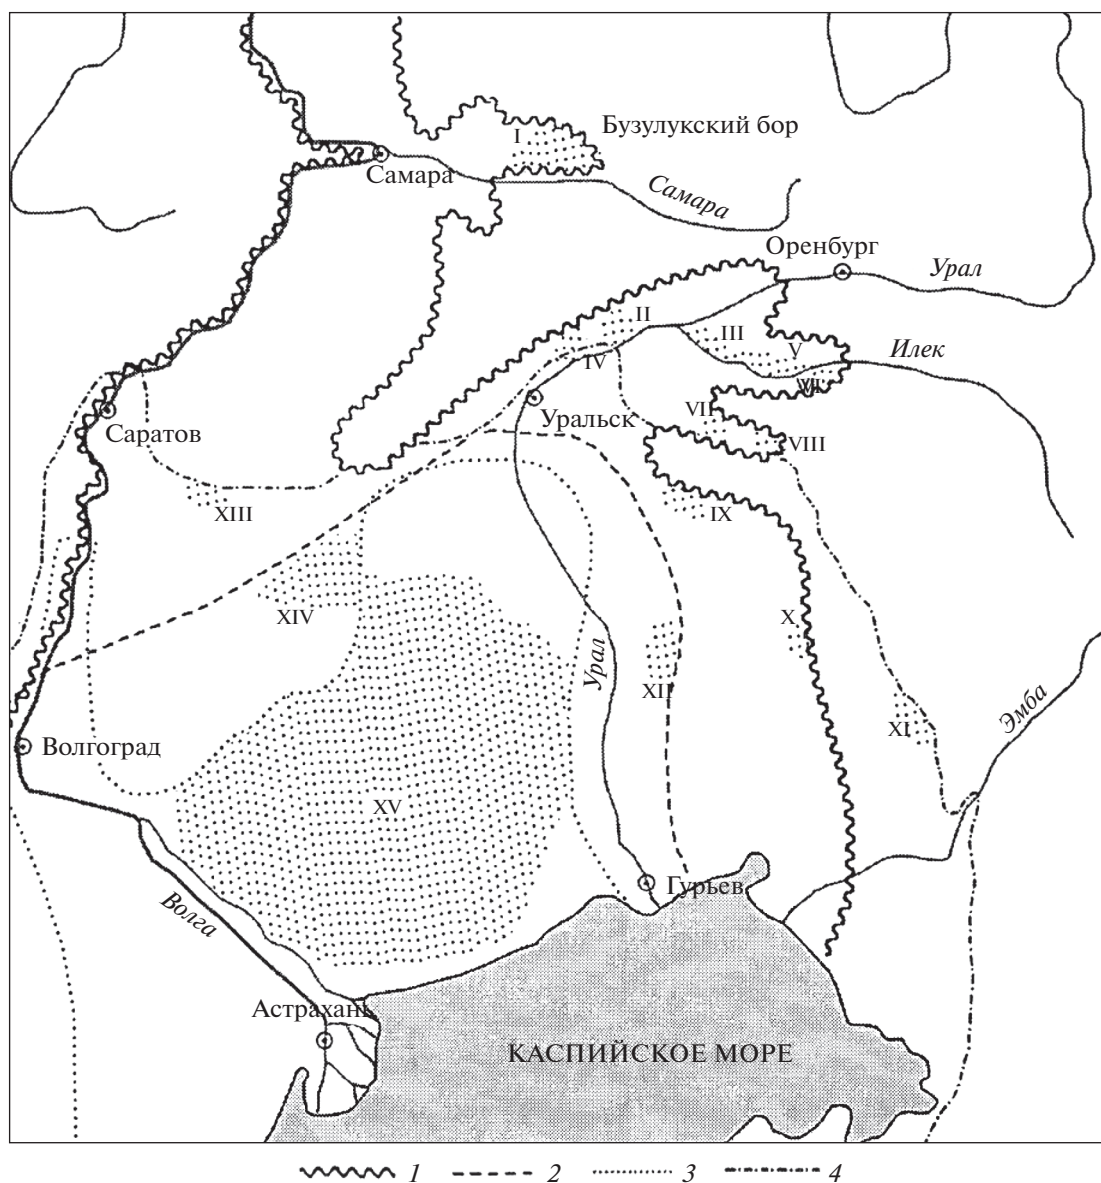 I
Бузулукский бор
Самара
Самара
Оренбург
Урал
II
III
V
Илек
IV
VI
Уральск
VII
Саратов
VIII
XIII
IX
XIV
X
Урал
XII
XI
Эмба
Волгоград
XV
Гурьев
Волга
Астрахань
КАСПИЙСКОЕ МОРЕ
1 2 3 4